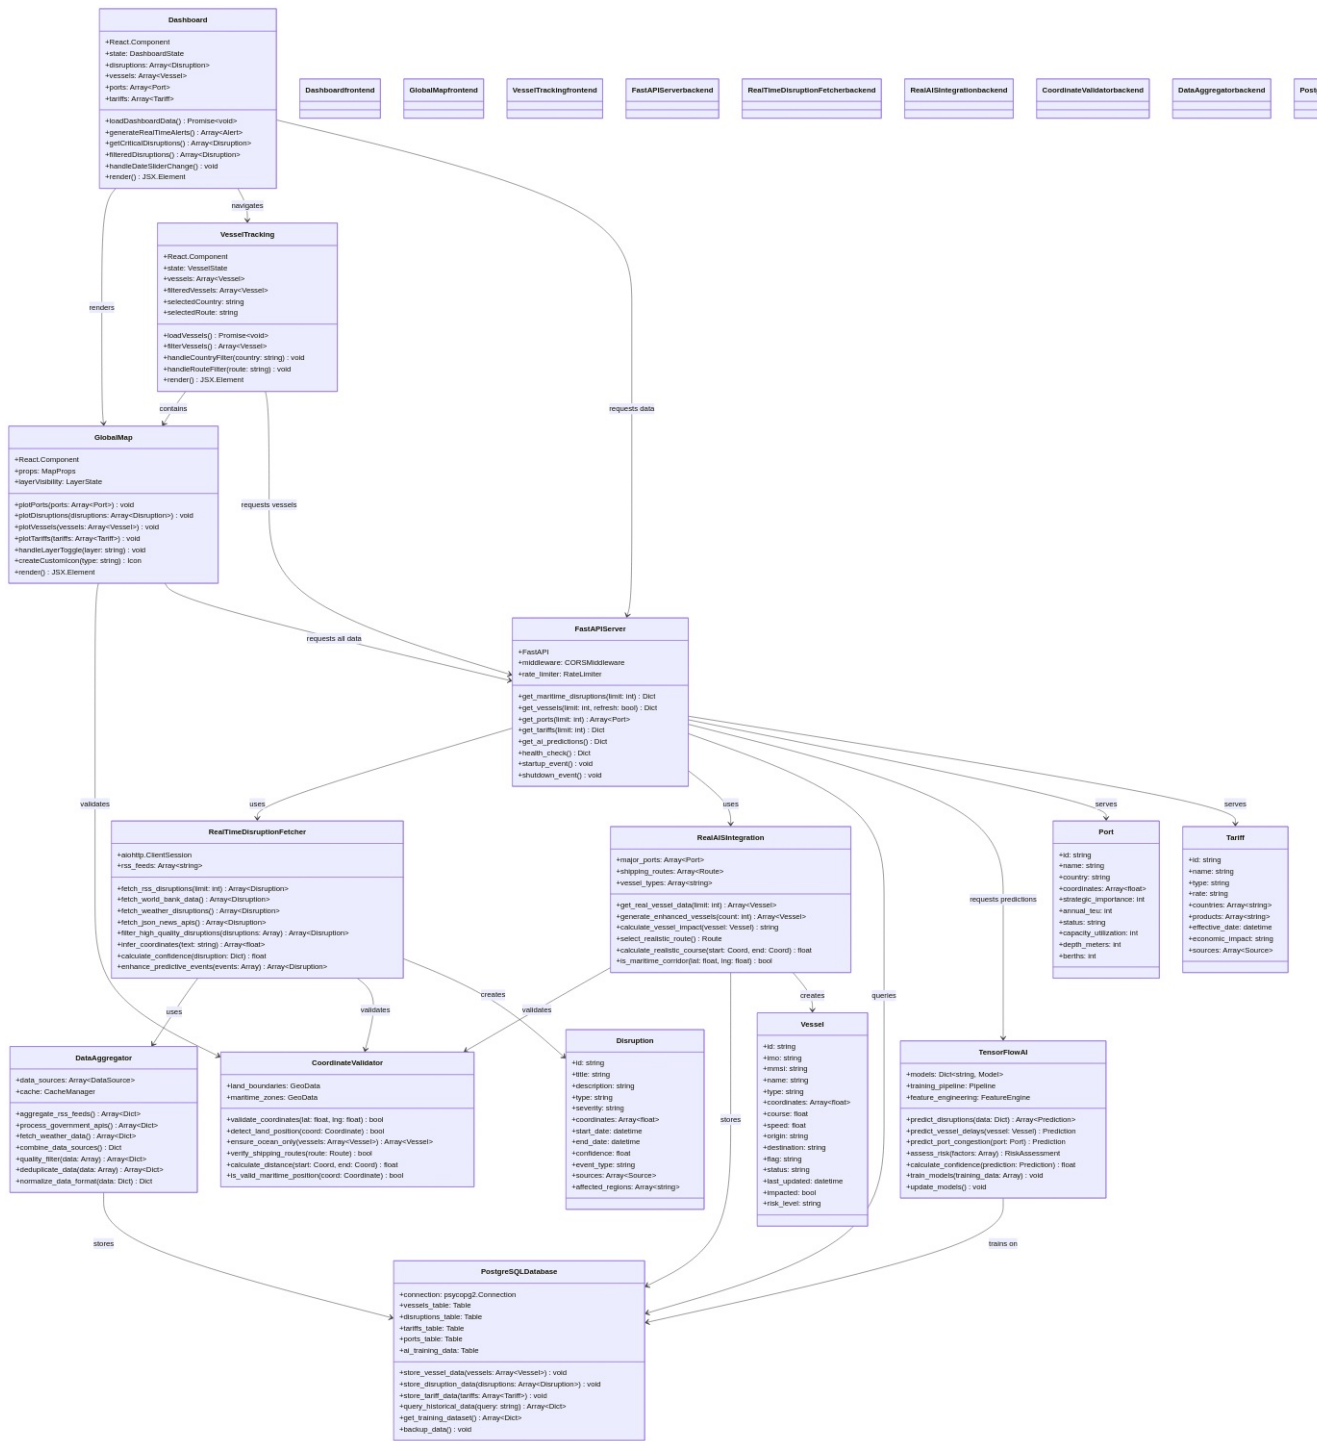 Dashboard
+React.Component
+state: DashboardState
+disruptions: Array<Disruption>
+vessels: Array<Vessel>
+ports: Array<Port>
+tariffs: Array<Tariff>
+loadDashboardData() : Promise<void>
+generateRealTimeAlerts() : Array<Alert>
+getCriticalDisruptions() : Array<Disruption>
+filteredDisruptions() : Array<Disruption>
+handleDateSliderChange() : void
+render() : JSX.Element
Dashboardfrontend
GlobalMapfrontend
VesselTrackingfrontend
FastAPIServerbackend
RealTimeDisruptionFetcherbackend
RealAISIntegrationbackend
CoordinateValidatorbackend
DataAggregatorbackend
Postg
navigates
VesselTracking
+React.Component
+state: VesselState
+vessels: Array<Vessel>
+filteredVessels: Array<Vessel>
+selectedCountry: string
+selectedRoute: string
+loadVessels() : Promise<void>
+filterVessels() : Array<Vessel>
+handleCountryFilter(country: string) : void
+handleRouteFilter(route: string) : void
+render() : JSX.Element
renders
contains
requests data
GlobalMap
+React.Component
+props: MapProps
+layerVisibility: LayerState
+plotPorts(ports: Array<Port>) : void
+plotDisruptions(disruptions: Array<Disruption>) : void
+plotVessels(vessels: Array<Vessel>) : void
+plotTariffs(tariffs: Array<Tariff>) : void
+handleLayerToggle(layer: string) : void
+createCustomIcon(type: string) : Icon
+render() : JSX.Element
requests vessels
requests all data
FastAPIServer
+FastAPI
+middleware: CORSMiddleware
+rate_limiter: RateLimiter
+get_maritime_disruptions(limit: int) : Dict
+get_vessels(limit: int, refresh: bool) : Dict
+get_ports(limit: int) : Array<Port>
+get_tariffs(limit: int) : Dict
+get_ai_predictions() : Dict
+health_check() : Dict
+startup_event() : void
+shutdown_event() : void
validates
uses
uses
serves
serves
RealTimeDisruptionFetcher
+aiohttp.ClientSession
+rss_feeds: Array<string>
+fetch_rss_disruptions(limit: int) : Array<Disruption>
+fetch_world_bank_data() : Array<Disruption>
+fetch_weather_disruptions() : Array<Disruption>
+fetch_json_news_apis() : Array<Disruption>
+filter_high_quality_disruptions(disruptions: Array) : Array<Disruption>
+infer_coordinates(text: string) : Array<float>
+calculate_confidence(disruption: Dict) : float
+enhance_predictive_events(events: Array) : Array<Disruption>
RealAISIntegration
+major_ports: Array<Port>
+shipping_routes: Array<Route>
+vessel_types: Array<string>
+get_real_vessel_data(limit: int) : Array<Vessel>
+generate_enhanced_vessels(count: int) : Array<Vessel>
+calculate_vessel_impact(vessel: Vessel) : string
+select_realistic_route() : Route
+calculate_realistic_course(start: Coord, end: Coord) : float
+is_maritime_corridor(lat: float, lng: float) : bool
requests predictions
Port
+id: string
+name: string
+country: string
+coordinates: Array<float>
+strategic_importance: int
+annual_teu: int
+status: string
+capacity_utilization: int
+depth_meters: int
+berths: int
Tariff
+id: string
+name: string
+type: string
+rate: string
+countries: Array<string>
+products: Array<string>
+effective_date: datetime
+economic_impact: string
+sources: Array<Source>
uses
validates
creates
validates
creates
queries
DataAggregator
+data_sources: Array<DataSource>
+cache: CacheManager
+aggregate_rss_feeds() : Array<Dict>
+process_government_apis() : Array<Dict>
+fetch_weather_data() : Array<Dict>
+combine_data_sources() : Dict
+quality_filter(data: Array) : Array<Dict>
+deduplicate_data(data: Array) : Array<Dict>
+normalize_data_format(data: Dict) : Dict
CoordinateValidator
+land_boundaries: GeoData
+maritime_zones: GeoData
+validate_coordinates(lat: float, lng: float) : bool
+detect_land_position(coord: Coordinate) : bool
+ensure_ocean_only(vessels: Array<Vessel>) : Array<Vessel>
+verify_shipping_routes(route: Route) : bool
+calculate_distance(start: Coord, end: Coord) : float
+is_valid_maritime_position(coord: Coordinate) : bool
Disruption
+id: string
+title: string
+description: string
+type: string
+severity: string
+coordinates: Array<float>
+start_date: datetime
+end_date: datetime
+confidence: float
+event_type: string
+sources: Array<Source>
+affected_regions: Array<string>
stores
Vessel
+id: string
+imo: string
+mmsi: string
+name: string
+type: string
+coordinates: Array<float>
+course: float
+speed: float
+origin: string
+destination: string
+flag: string
+status: string
+last_updated: datetime
+impacted: bool
+risk_level: string
TensorFlowAI
+models: Dict<string, Model>
+training_pipeline: Pipeline
+feature_engineering: FeatureEngine
+predict_disruptions(data: Dict) : Array<Prediction>
+predict_vessel_delays(vessel: Vessel) : Prediction
+predict_port_congestion(port: Port) : Prediction
+assess_risk(factors: Array) : RiskAssessment
+calculate_confidence(prediction: Prediction) : float
+train_models(training_data: Array) : void
+update_models() : void
stores
trains on
PostgreSQLDatabase
+connection: psycopg2.Connection
+vessels_table: Table
+disruptions_table: Table
+tariffs_table: Table
+ports_table: Table
+ai_training_data: Table
+store_vessel_data(vessels: Array<Vessel>) : void
+store_disruption_data(disruptions: Array<Disruption>) : void
+store_tariff_data(tariffs: Array<Tariff>) : void
+query_historical_data(query: string) : Array<Dict>
+get_training_dataset() : Array<Dict>
+backup_data() : void